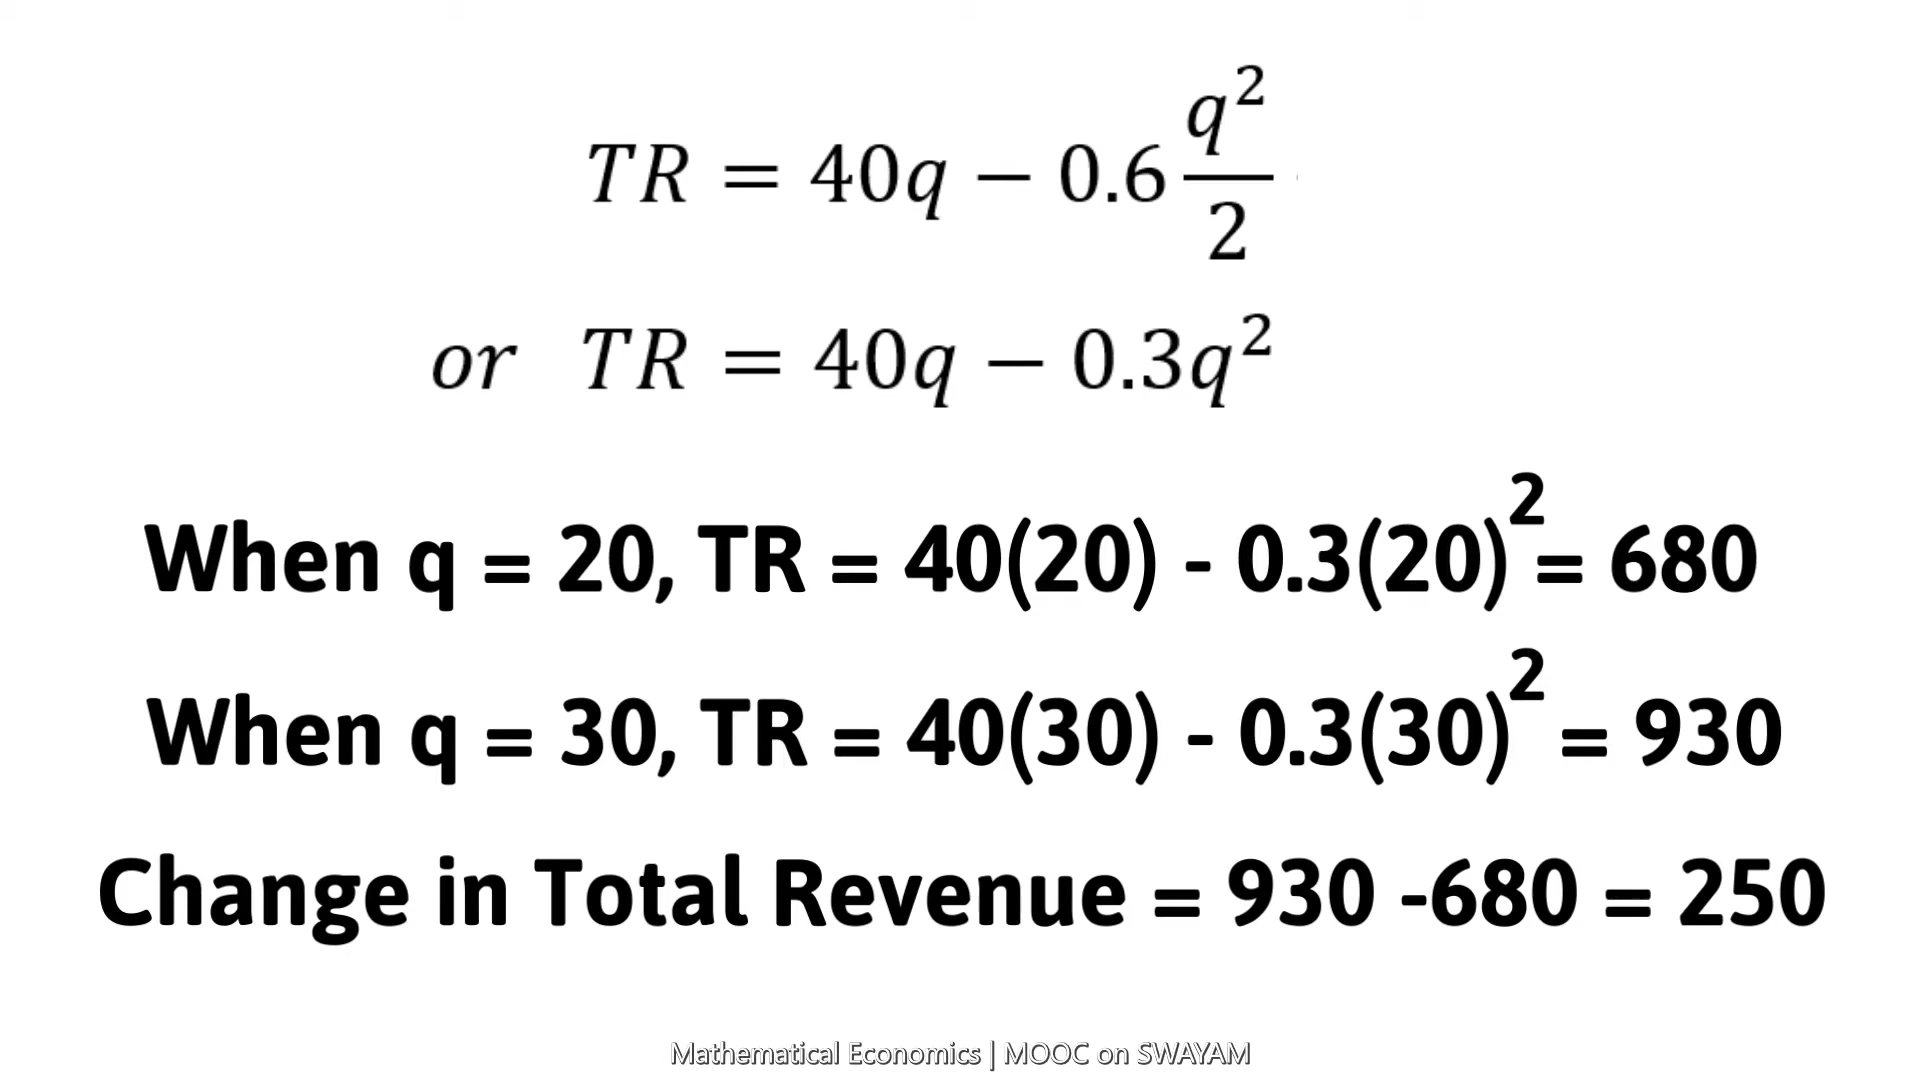 TR = 40q − 0.6 q²/2
or TR = 40q − 0.3q²
When q = 20, TR = 40(20) - 0.3(20)² = 680
When q = 30, TR = 40(30) - 0.3(30)² = 930
Change in Total Revenue = 930 -680 = 250
Mathematical Economics | MOOC on SWAYAM